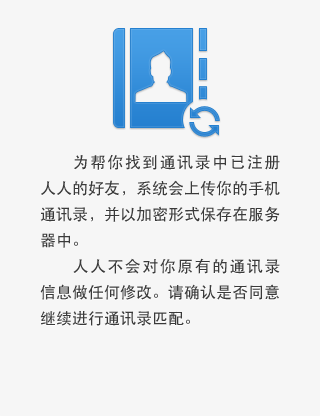 为帮你找到通讯录中已注册
人人的好友，系统会上传你的手机
通讯录，并以加密形式保存在服务
器中。
人人不会对你原有的通讯录
信息做任何修改。请确认是否同意
继续进行通讯录匹配。